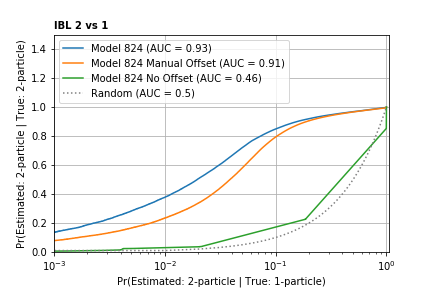 IBL 2 vs 1
Pr(Estimated: 2-particle | True: 2-particle)
1.4
1.2
1.0
0.8
0.6
0.4
0.2
0.0
Model 824 (AUC = 0.93)
Model 824 Manual Offset (AUC = 0.91)
Model 824 No Offset (AUC = 0.46)
Random (AUC = 0.5)
10⁻³
10⁻²
10⁻¹
10⁰
Pr(Estimated: 2-particle | True: 1-particle)